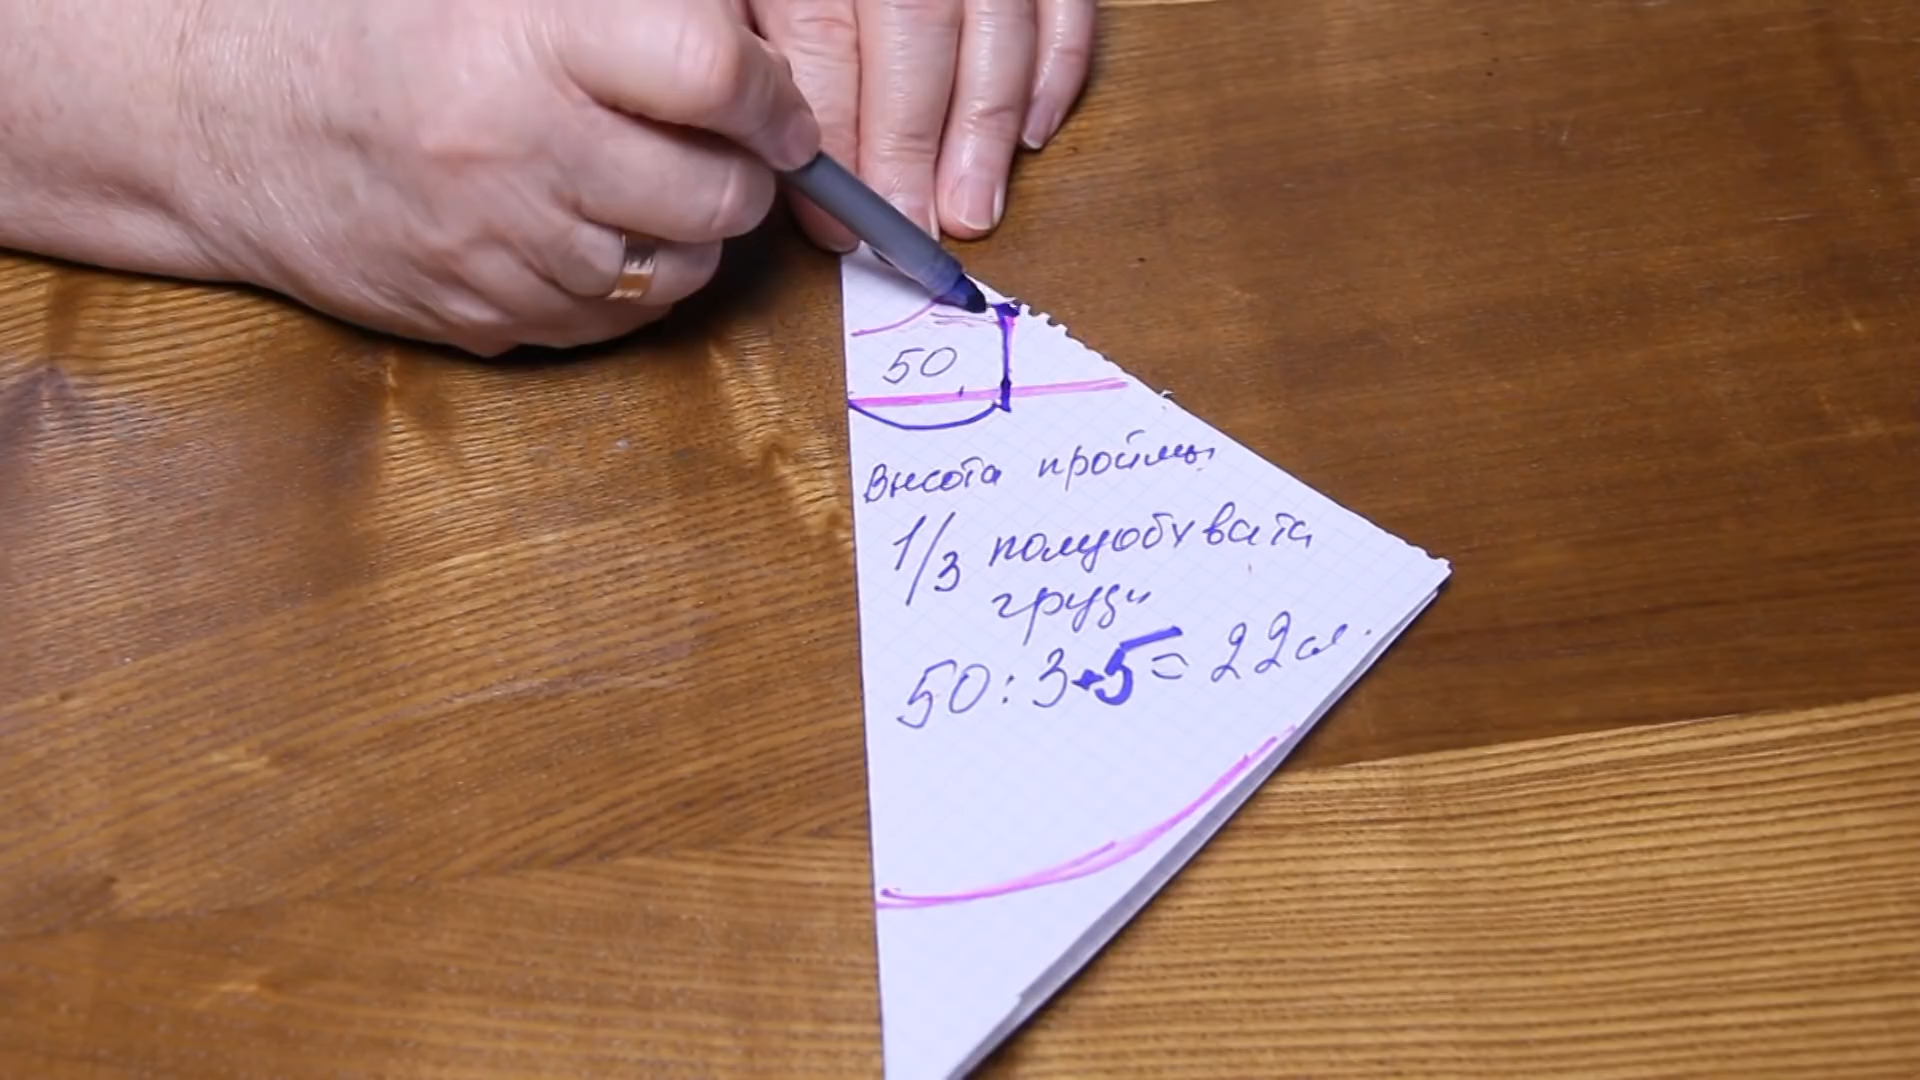 50
Высота проймы
1/3 полуобхвата
груди
50:3+5=22см.